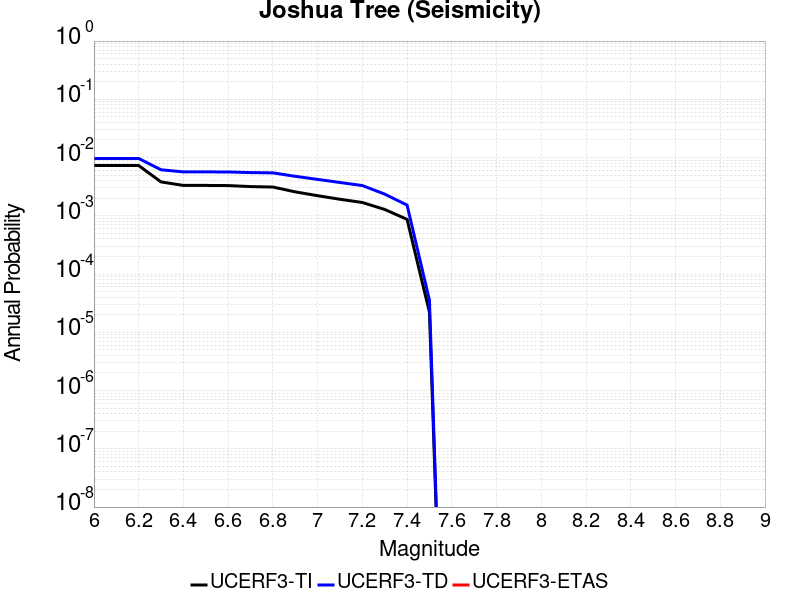 Joshua Tree (Seismicity)
10^0
10^-1
10^-2
10^-3
10^-4
10^-5
10^-6
10^-7
10^-8
Annual Probability
6 6.2 6.4 6.6 6.8 7 7.2 7.4 7.6 7.8 8 8.2 8.4 8.6 8.8 9
Magnitude
UCERF3-TI UCERF3-TD UCERF3-ETAS